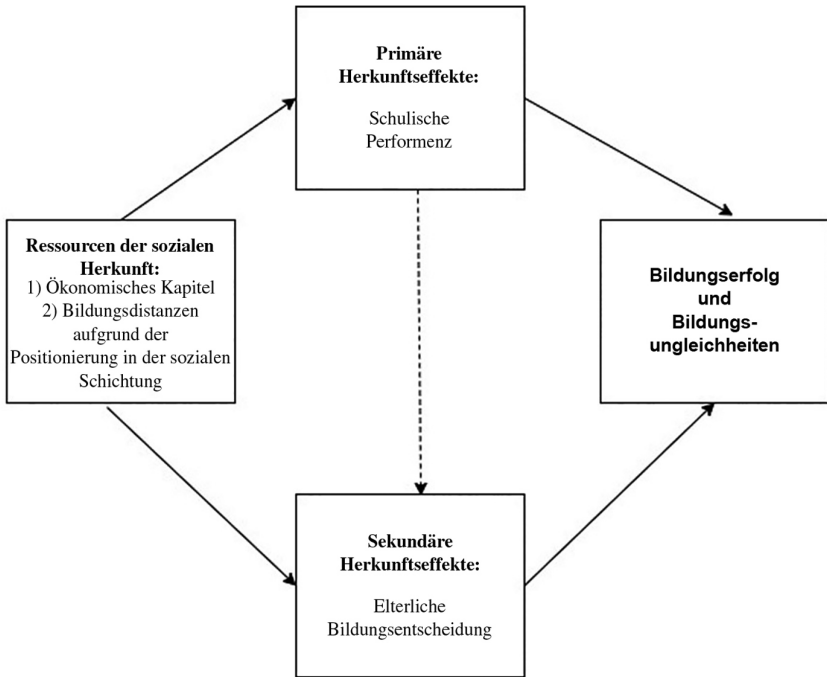 Primäre
Herkunftseffekte:
Schulische
Performenz
Ressourcen der sozialen
Herkunft:
1) Ökonomisches Kapitel
2) Bildungsdistanzen
aufgrund der
Positionierung in der sozialen
Schichtung
Bildungserfolg
und
Bildungs-
ungleichheiten
Sekundäre
Herkunftseffekte:
Elterliche
Bildungsentscheidung